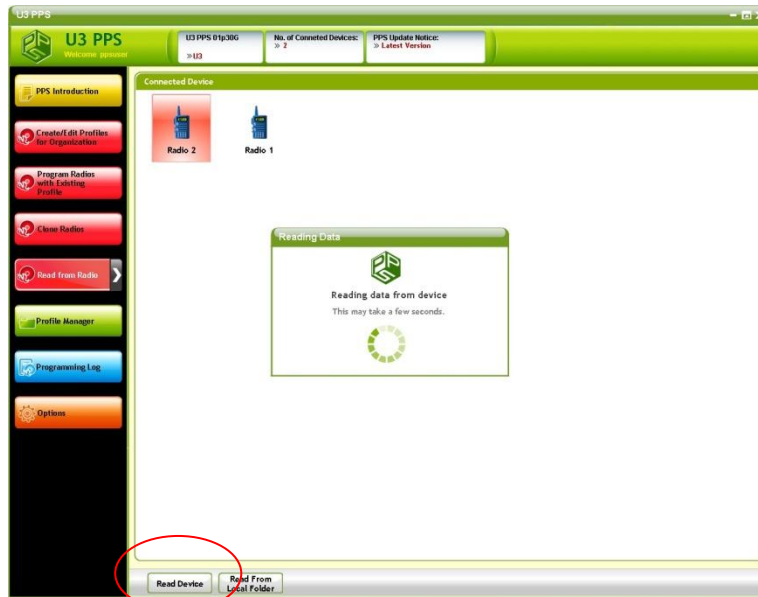 U3 PPS
U3 PPS
Welcome ppsuser
U3 PPS 01p30G
» U3
No. of Conneted Devices:
» 2
PPS Update Notice:
» Latest Version
PPS Introduction
Create/Edit Profiles
for Organization
Program Radios
with Existing
Profile
Clone Radios
Read from Radio
Profile Manager
Programming Log
Options
Connected Device
Radio 2
Radio 1
Reading Data
PPS
Reading data from device
This may take a few seconds.
Read Device
Read From
Local Folder